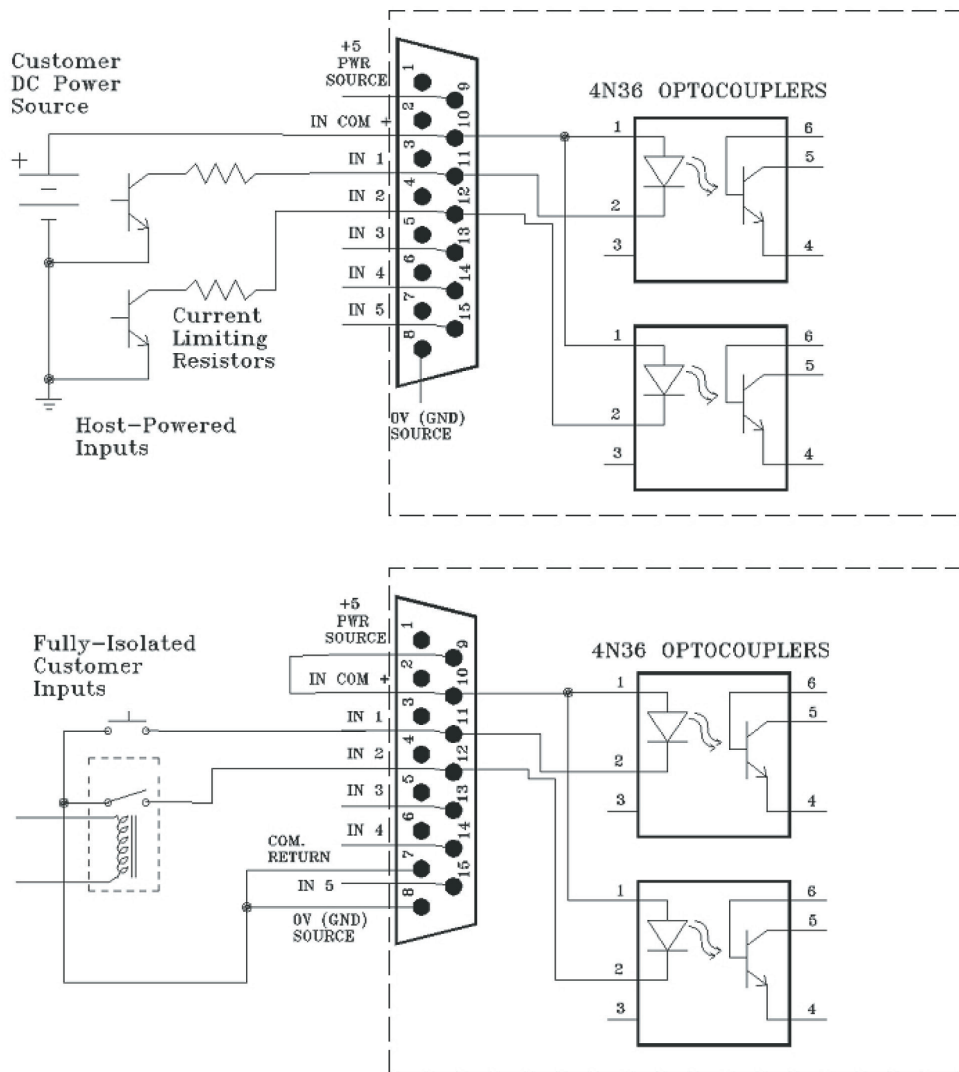 Customer
DC Power
Source
+
+5
PWR
SOURCE
IN COM +
IN 1
IN 2
IN 3
IN 4
IN 5
1
2
3
4
5
6
7
8
9
10
11
12
13
14
15
0V (GND)
SOURCE
Current
Limiting
Resistors
Host-Powered
Inputs
4N36 OPTOCOUPLERS
1
2
3
6
5
4
1
2
3
6
5
4
Fully-Isolated
Customer
Inputs
+5
PWR
SOURCE
IN COM +
IN 1
IN 2
IN 3
IN 4
COM.
RETURN
IN 5
0V (GND)
SOURCE
1
2
3
4
5
6
7
8
9
10
11
12
13
14
15
4N36 OPTOCOUPLERS
1
2
3
6
5
4
1
2
3
6
5
4